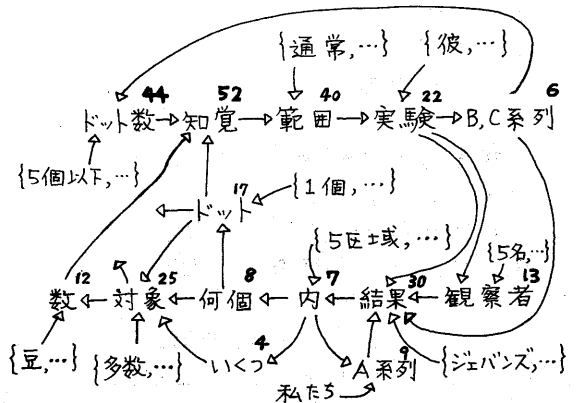 {通常,…} {彼,…}
44 52 40 22 6
ドット数 知覚 範囲 実験 B,C系列
{5個以下,…}
17
ドット {1個,…}
{5区域,…} {5名,…}
12 25 8 7 30 13
数 対象 何個 内 結果 観察者
4 9
{豆,…} {多数,…} いくつ A系列 {ジェバンズ,…}
私たち